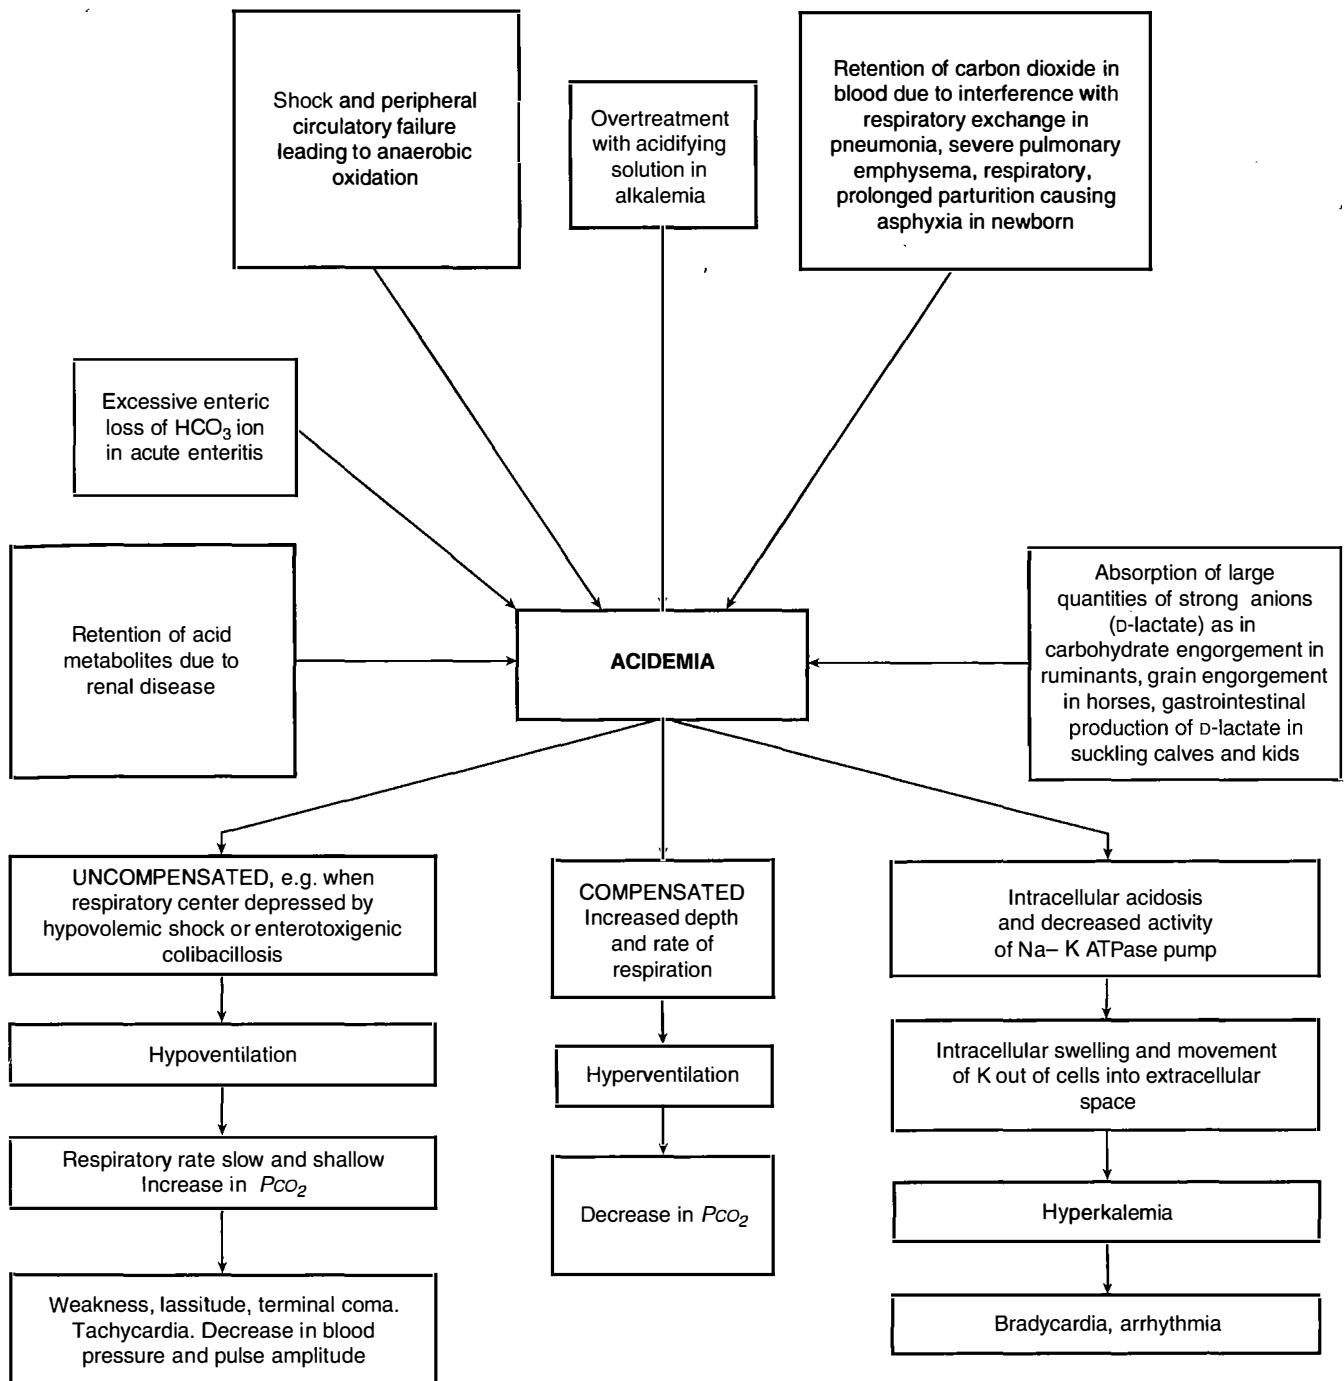 Shock and peripheral
circulatory failure
leading to anaerobic
oxidation
Overtreatment
with acidifying
solution in
alkalemia
Retention of carbon dioxide in
blood due to interference with
respiratory exchange in
pneumonia, severe pulmonary
emphysema, respiratory,
prolonged parturition causing
asphyxia in newborn
Excessive enteric
loss of HCO3 ion
in acute enteritis
Retention of acid
metabolites due to
renal disease
ACIDEMIA
Absorption of large
quantities of strong anions
(D-lactate) as in
carbohydrate engorgement in
ruminants, grain engorgement
in horses, gastrointestinal
production of D-lactate in
suckling calves and kids
UNCOMPENSATED, e.g. when
respiratory center depressed by
hypovolemic shock or enterotoxigenic
colibacillosis
Hypoventilation
Respiratory rate slow and shallow
Increase in PCO2
Weakness, lassitude, terminal coma.
Tachycardia. Decrease in blood
pressure and pulse amplitude
COMPENSATED
Increased depth
and rate of
respiration
Hyperventilation
Decrease in PCO2
Intracellular acidosis
and decreased activity
of Na– K ATPase pump
Intracellular swelling and movement
of K out of cells into extracellular
space
Hyperkalemia
Bradycardia, arrhythmia